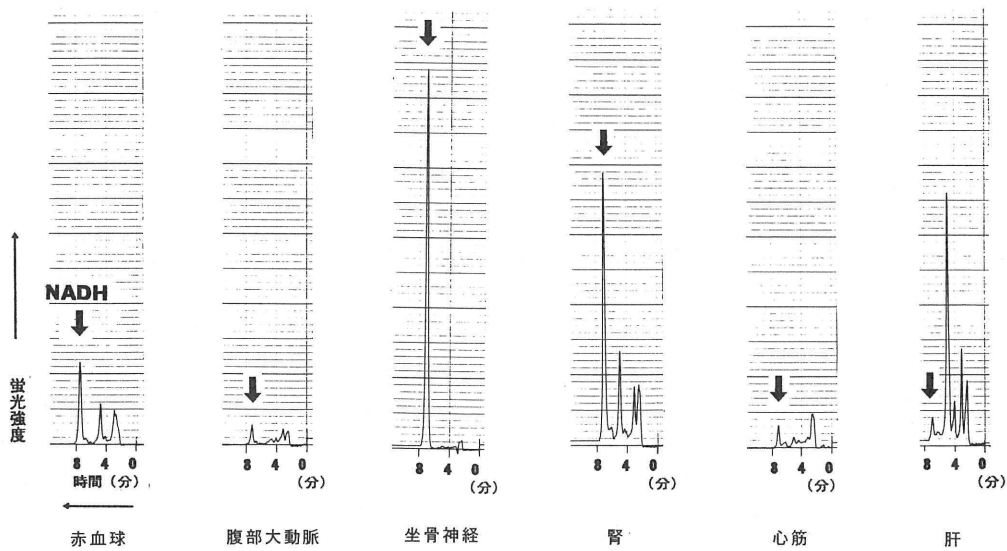 NADH
蛍光強度
8 4 0
時間（分）
赤血球
8 4 0
（分）
腹部大動脈
8 4 0
（分）
坐骨神経
8 4 0
（分）
腎
8 4 0
（分）
心筋
8 4 0
（分）
肝